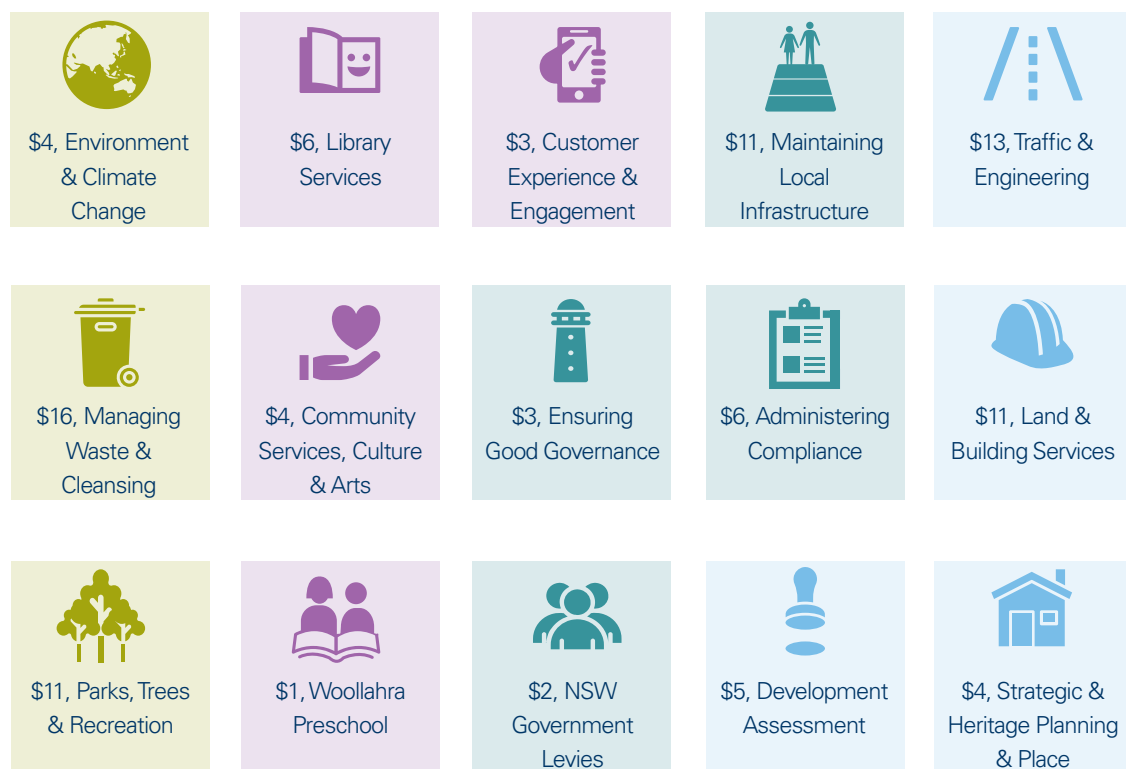 $4, Environment
& Climate
Change
$6, Library
Services
$3, Customer
Experience &
Engagement
$11, Maintaining
Local
Infrastructure
$13, Traffic &
Engineering
$16, Managing
Waste &
Cleansing
$4, Community
Services, Culture
& Arts
$3, Ensuring
Good Governance
$6, Administering
Compliance
$11, Land &
Building Services
$11, Parks, Trees
& Recreation
$1, Woollahra
Preschool
$2, NSW
Government
Levies
$5, Development
Assessment
$4, Strategic &
Heritage Planning
& Place